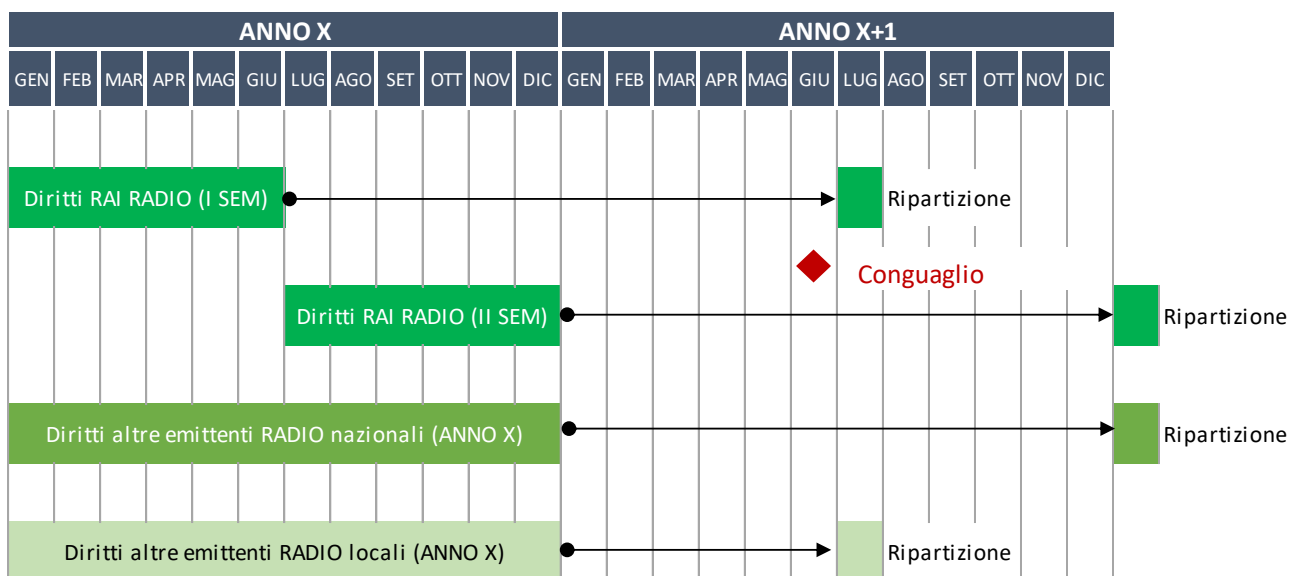 ANNO X ANNO X+1
GEN FEB MAR APR MAG GIU LUG AGO SET OTT NOV DIC GEN FEB MAR APR MAG GIU LUG AGO SET OTT NOV DIC
Diritti RAI RADIO (I SEM) Ripartizione
Conguaglio
Diritti RAI RADIO (II SEM) Ripartizione
Diritti altre emittenti RADIO nazionali (ANNO X) Ripartizione
Diritti altre emittenti RADIO locali (ANNO X) Ripartizione